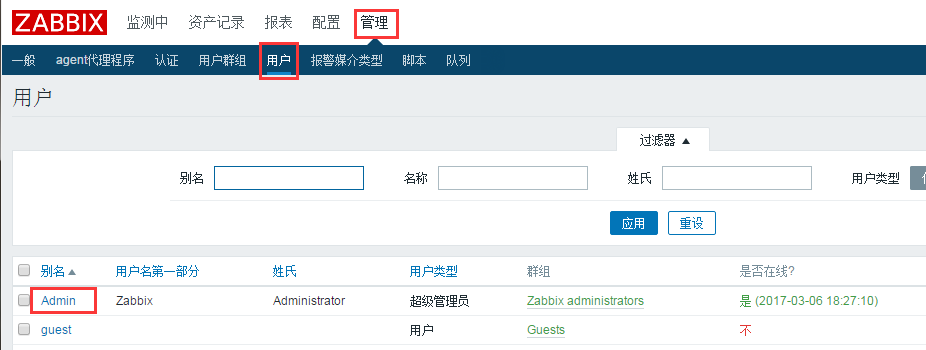 ZABBIX 监测中 资产记录 报表 配置 管理
一般 agent代理程序 认证 用户群组 用户 报警媒介类型 脚本 队列
用户
过滤器 ▲
别名 名称 姓氏 用户类型
应用 重设
别名 ▲ 用户名第一部分 姓氏 用户类型 群组 是否在线?
Admin Zabbix Administrator 超级管理员 Zabbix administrators 是 (2017-03-06 18:27:10)
guest 用户 Guests 不